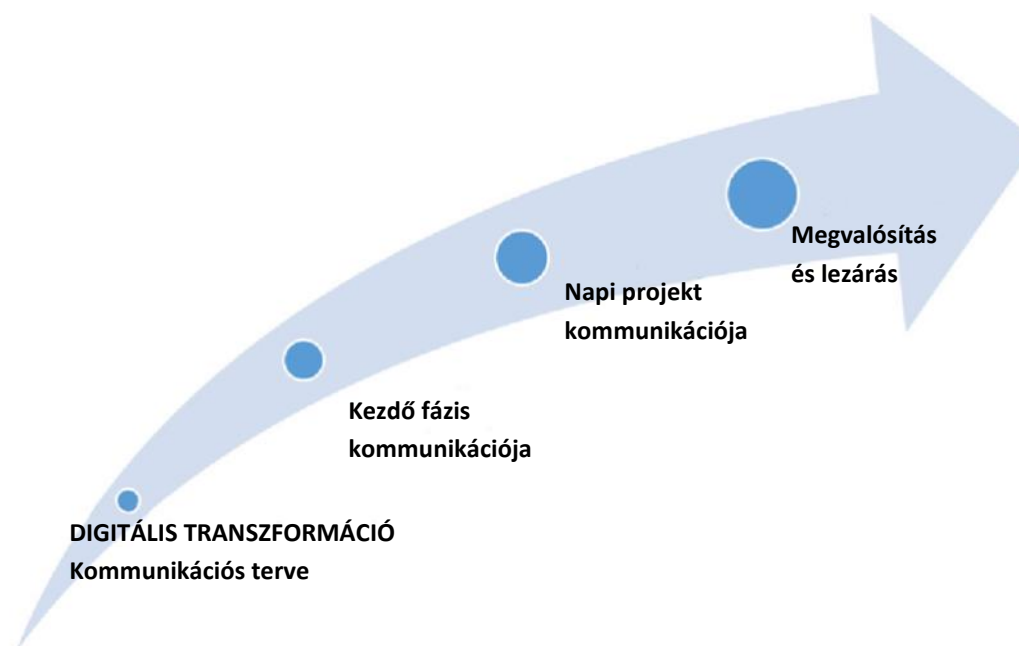 Megvalósítás
és lezárás
Napi projekt
kommunikációja
Kezdő fázis
kommunikációja
DIGITÁLIS TRANSZFORMÁCIÓ
Kommunikációs terve